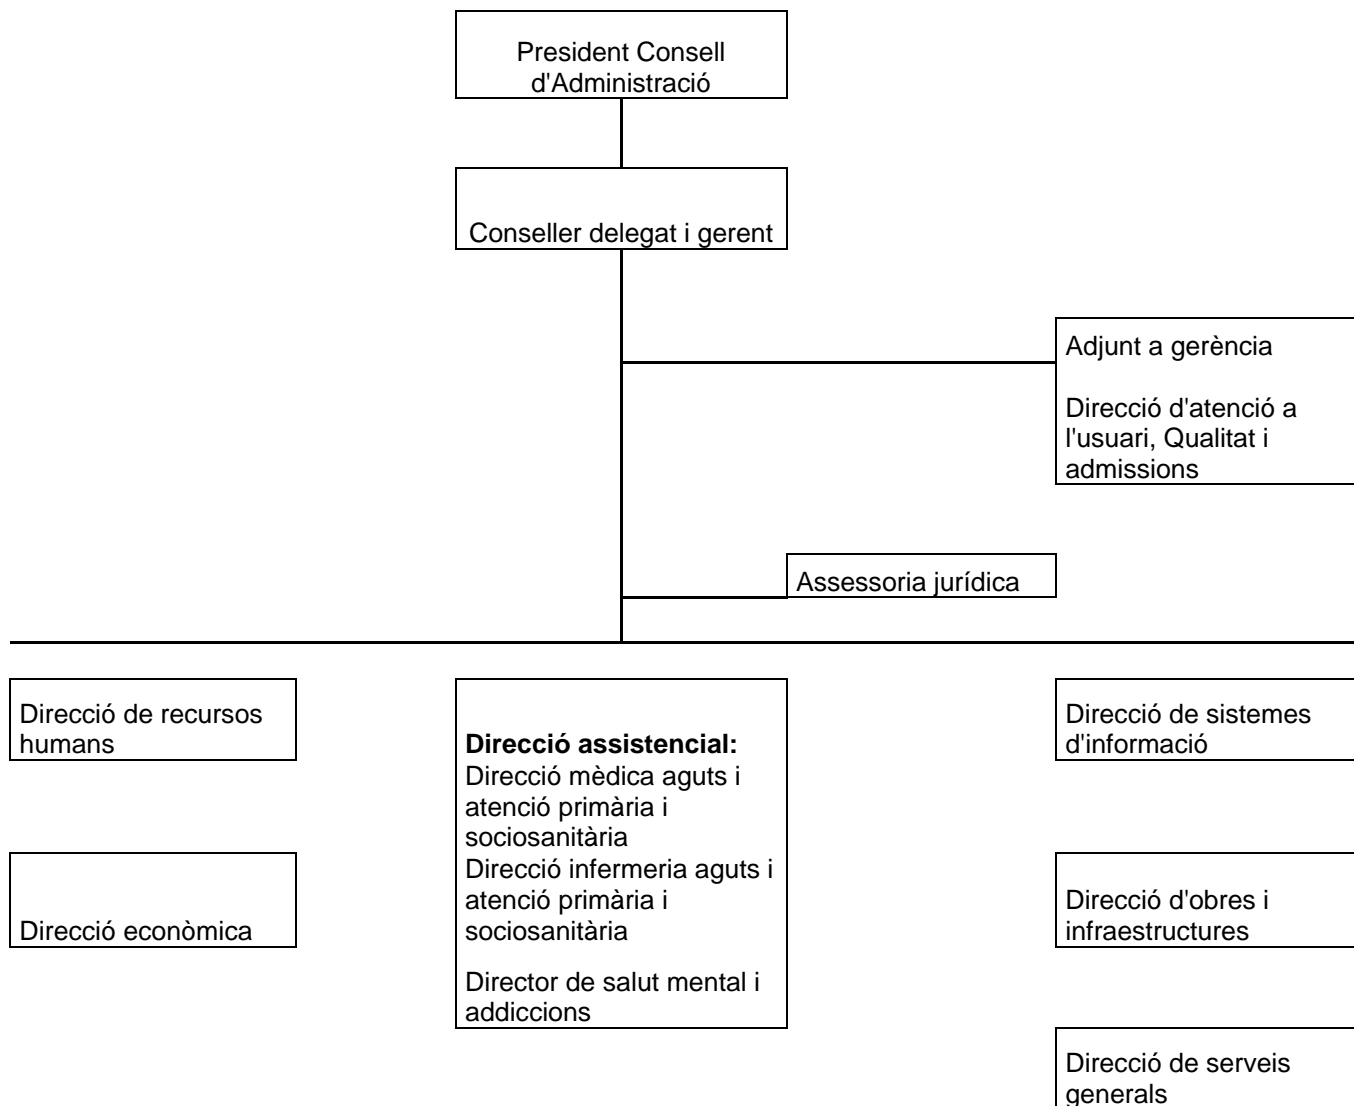 President Consell
d'Administració
Conseller delegat i gerent
Adjunt a gerència
Direcció d'atenció a
l'usuari, Qualitat i
admissions
Assessoria jurídica
Direcció de recursos
humans
Direcció assistencial:
Direcció mèdica aguts i
atenció primària i
sociosanitària
Direcció infermeria aguts i
atenció primària i
sociosanitària
Director de salut mental i
addiccions
Direcció de sistemes
d'informació
Direcció econòmica
Direcció d'obres i
infraestructures
Direcció de serveis
generals